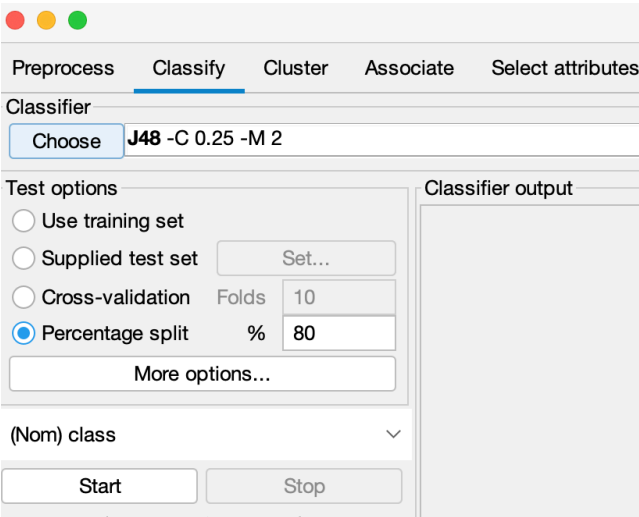 Preprocess Classify Cluster Associate Select attributes
Classifier
Choose J48 -C 0.25 -M 2
Test options
Classifier output
Use training set
Supplied test set Set...
Cross-validation Folds 10
Percentage split % 80
More options...
(Nom) class
Start Stop